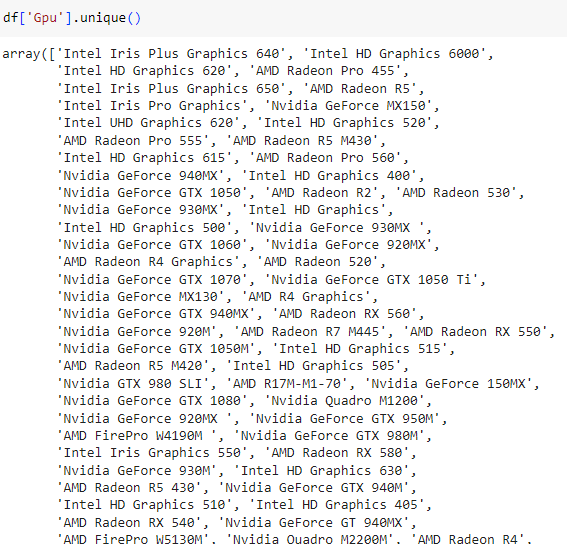 df['Gpu'].unique()
array(['Intel Iris Plus Graphics 640', 'Intel HD Graphics 6000',
'Intel HD Graphics 620', 'AMD Radeon Pro 455',
'Intel Iris Plus Graphics 650', 'AMD Radeon R5',
'Intel Iris Pro Graphics', 'Nvidia GeForce MX150',
'Intel UHD Graphics 620', 'Intel HD Graphics 520',
'AMD Radeon Pro 555', 'AMD Radeon R5 M430',
'Intel HD Graphics 615', 'AMD Radeon Pro 560',
'Nvidia GeForce 940MX', 'Intel HD Graphics 400',
'Nvidia GeForce GTX 1050', 'AMD Radeon R2', 'AMD Radeon 530',
'Nvidia GeForce 930MX', 'Intel HD Graphics',
'Intel HD Graphics 500', 'Nvidia GeForce 930MX ',
'Nvidia GeForce GTX 1060', 'Nvidia GeForce 920MX',
'AMD Radeon R4 Graphics', 'AMD Radeon 520',
'Nvidia GeForce GTX 1070', 'Nvidia GeForce GTX 1050 Ti',
'Nvidia GeForce MX130', 'AMD R4 Graphics',
'Nvidia GeForce GTX 940MX', 'AMD Radeon RX 560',
'Nvidia GeForce 920M', 'AMD Radeon R7 M445', 'AMD Radeon RX 550',
'Nvidia GeForce GTX 1050M', 'Intel HD Graphics 515',
'AMD Radeon R5 M420', 'Intel HD Graphics 505',
'Nvidia GTX 980 SLI', 'AMD R17M-M1-70', 'Nvidia GeForce 150MX',
'Nvidia GeForce GTX 1080', 'Nvidia Quadro M1200',
'Nvidia GeForce 920MX ', 'Nvidia GeForce GTX 950M',
'AMD FirePro W4190M ', 'Nvidia GeForce GTX 980M',
'Intel Iris Graphics 550', 'AMD Radeon RX 580',
'Nvidia GeForce 930M', 'Intel HD Graphics 630',
'AMD Radeon R5 430', 'Nvidia GeForce GTX 940M',
'Intel HD Graphics 510', 'Intel HD Graphics 405',
'AMD Radeon RX 540', 'Nvidia GeForce GT 940MX',
'AMD FirePro W5130M', 'Nvidia Quadro M2200M', 'AMD Radeon R4',